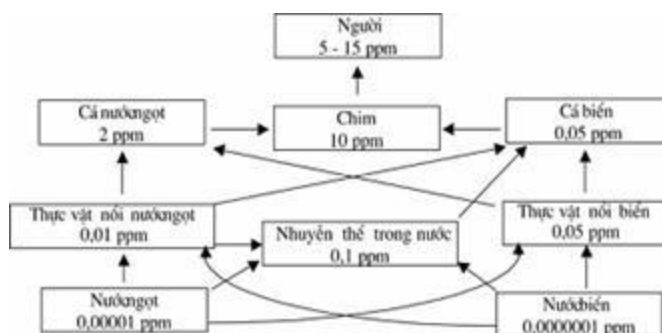 Người
5 - 15 ppm
Cá nướcngọt
2 ppm
Chim
10 ppm
Cá biển
0,05 ppm
Thực vật nổi nướcngọt
0,01 ppm
Nhuyễn thể trong nước
0,1 ppm
Thực vật nổi biển
0,05 ppm
Nướcngọt
0,00001 ppm
Nướcbiển
0,0000001 ppm